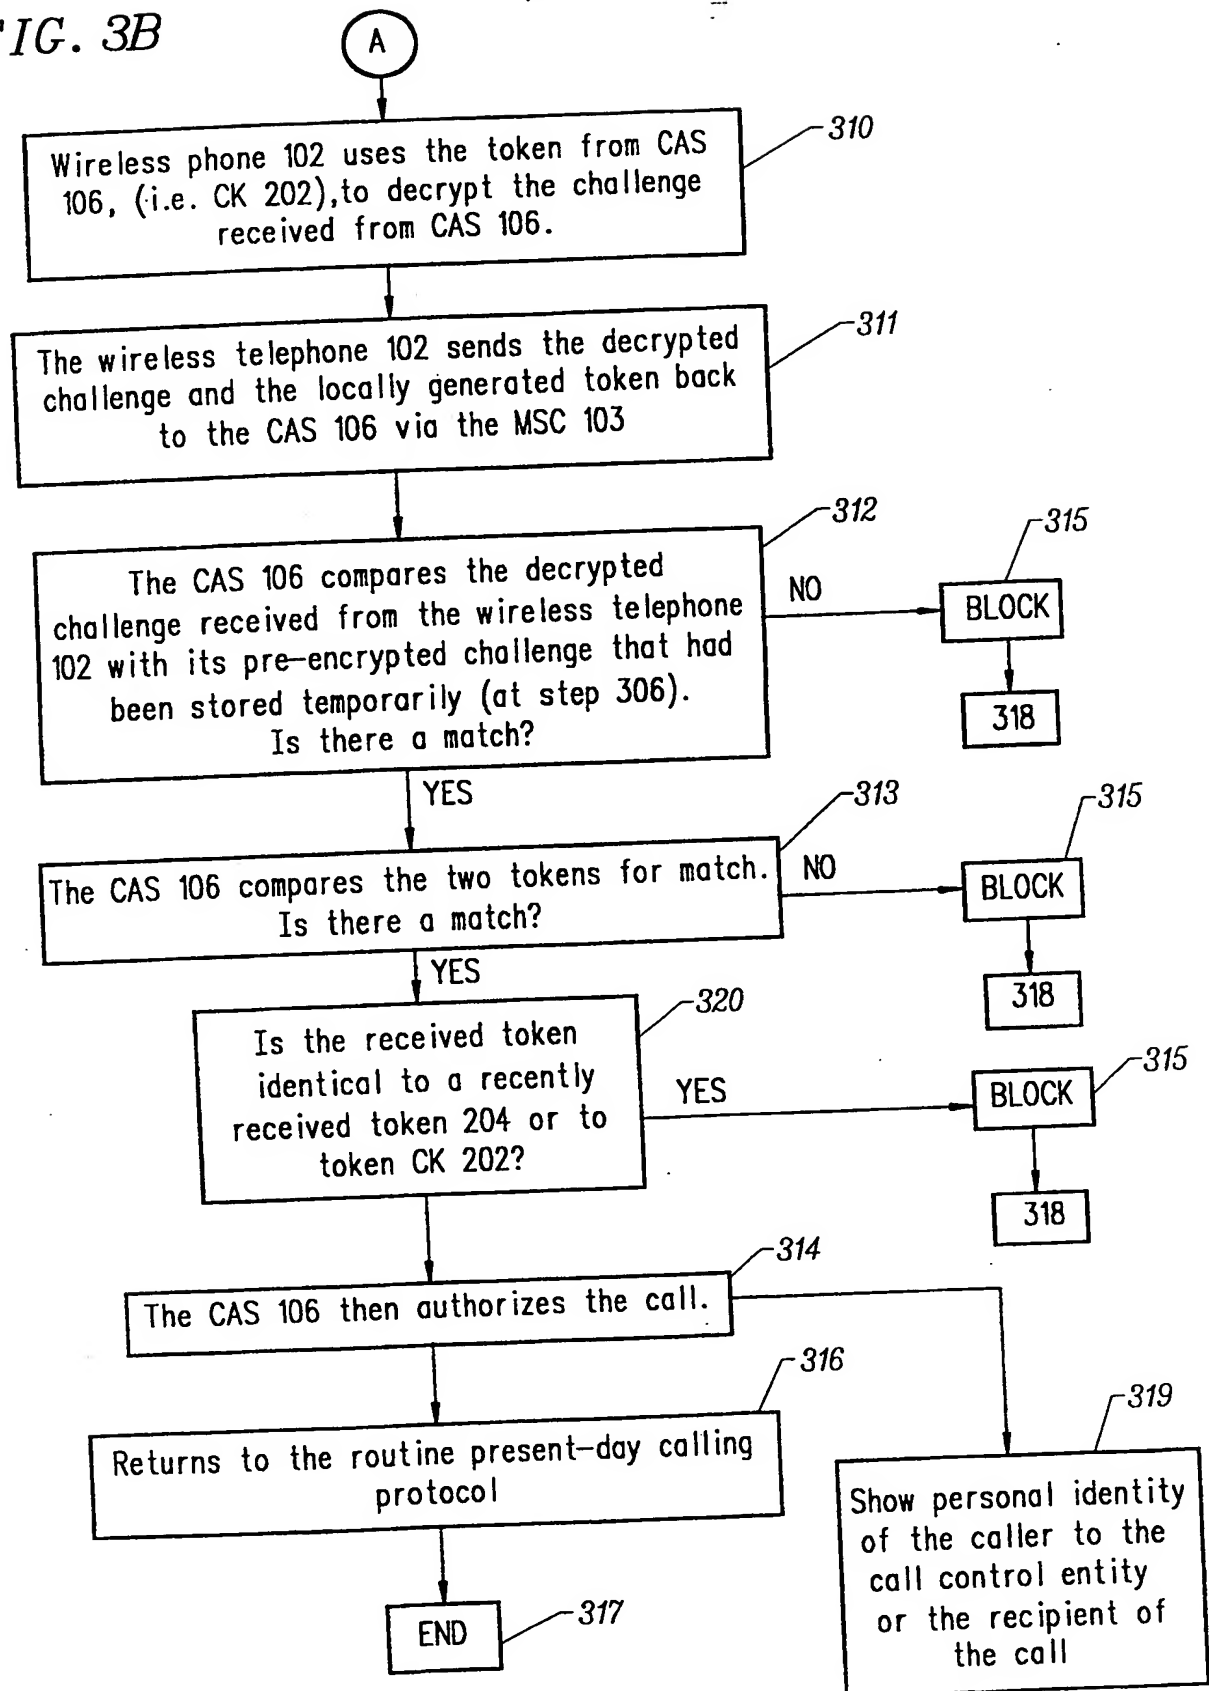 FIG. 3B
A
Wireless phone 102 uses the token from CAS
106, (i.e. CK 202),to decrypt the challenge
received from CAS 106.
310
The wireless telephone 102 sends the decrypted
challenge and the locally generated token back
to the CAS 106 via the MSC 103
311
The CAS 106 compares the decrypted
challenge received from the wireless telephone
102 with its pre-encrypted challenge that had
been stored temporarily (at step 306).
Is there a match?
312
NO
315
BLOCK
318
YES
The CAS 106 compares the two tokens for match.
Is there a match?
313
NO
315
BLOCK
318
YES
Is the received token
identical to a recently
received token 204 or to
token CK 202?
320
YES
315
BLOCK
318
The CAS 106 then authorizes the call.
314
Returns to the routine present-day calling
protocol
316
END
317
319
Show personal identity
of the caller to the
call control entity
or the recipient of
the call